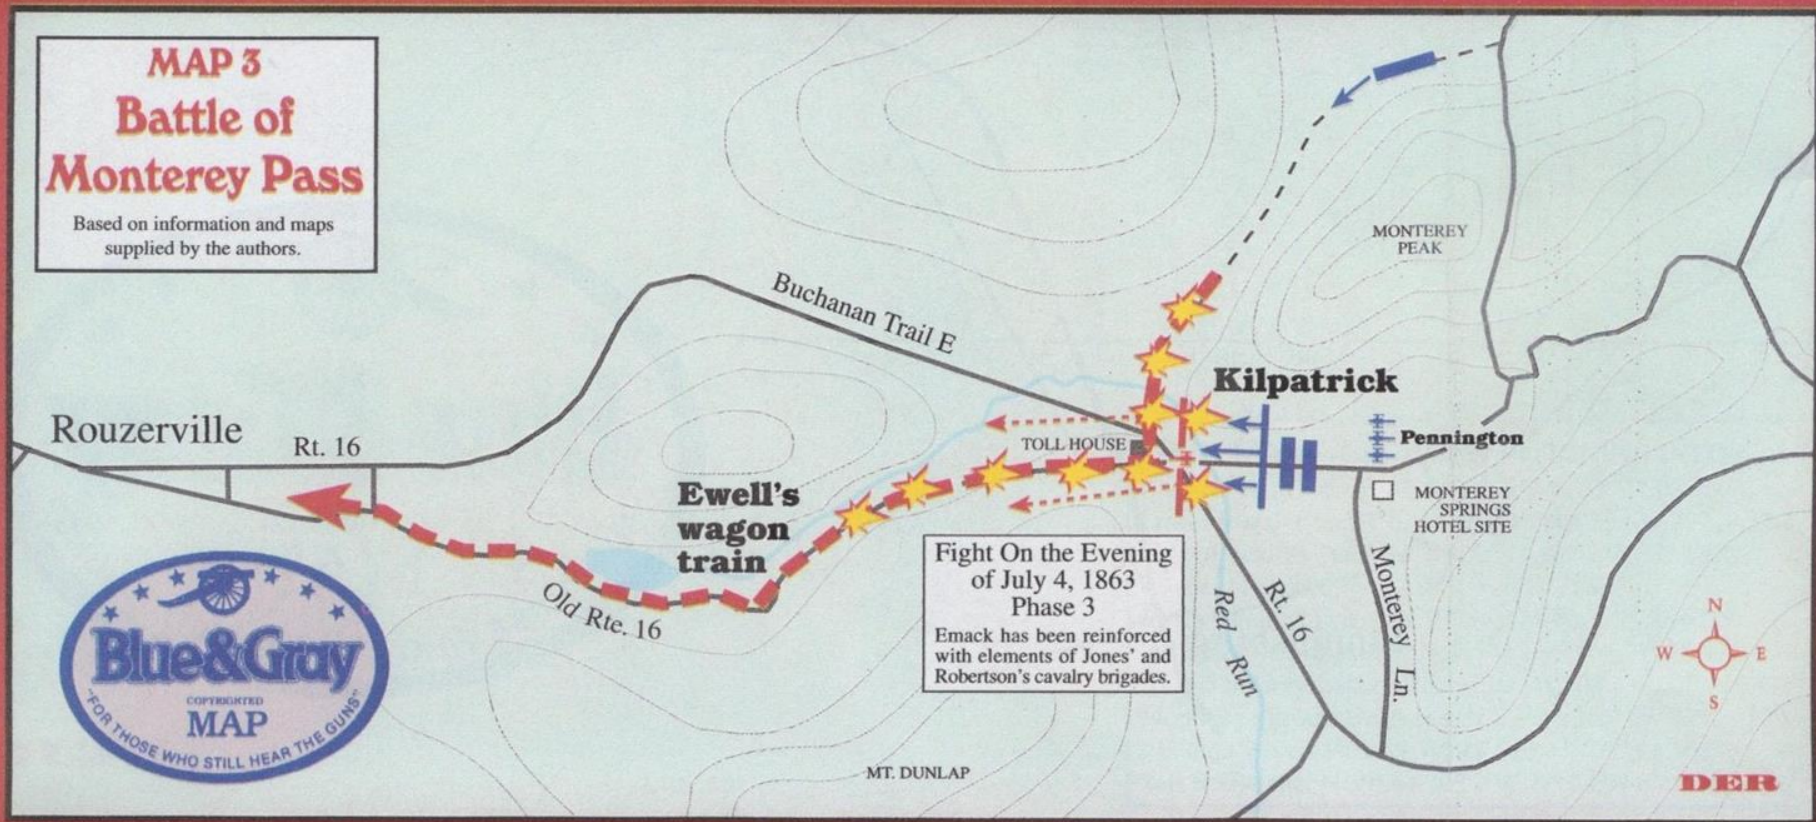 MAP 3
Battle of
Monterey Pass
Based on information and maps
supplied by the authors.
MONTEREY
PEAK
Buchanan Trail E
Kilpatrick
Rouzerville
Rt. 16
TOLL HOUSE
Pennington
Ewell's
wagon
train
MONTEREY
SPRINGS
HOTEL SITE
Fight On the Evening
of July 4, 1863
Phase 3
Emack has been reinforced
with elements of Jones' and
Robertson's cavalry brigades.
Old Rte. 16
Red Run
Rt. 16
Monterey Ln.
N
W E
S
Blue&Gray
COPYRIGHTED
MAP
"FOR THOSE WHO STILL HEAR THE GUNS"
MT. DUNLAP
DER